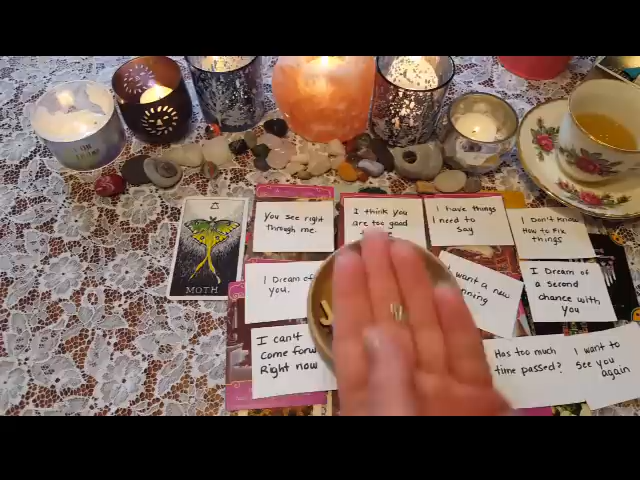 You see right
through me.
I think you
are too good
I have things
I need to
say
I Don't know
How to Fix
things
I Dream of
you.
want a new
I Dream of
a second
chance with
you
MOTH
I can't
come forw
Right now
Has too much
time passed?
I want to
see you
again